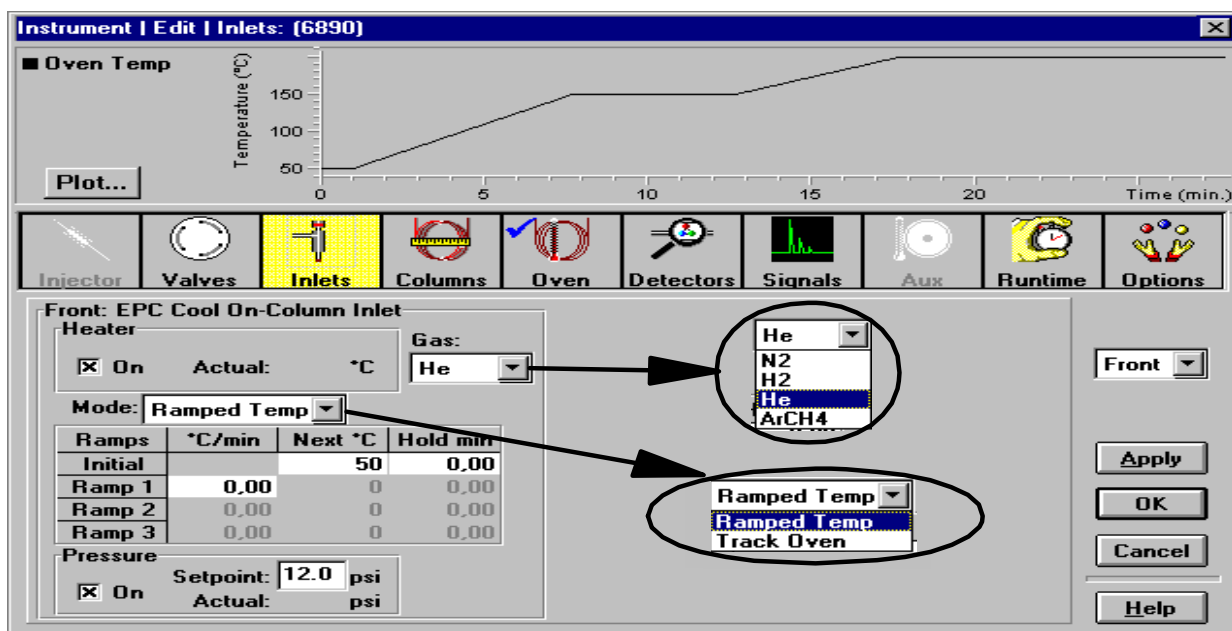 Instrument | Edit | Inlets: (6890)
Oven Temp
Temperature (°C)
150
100
50
Plot...
0 5 10 15 20 Time (min.)
Injector Valves Inlets Columns Oven Detectors Signals Aux Runtime Options
Front: EPC Cool On-Column Inlet
Heater
On Actual: °C
Gas:
He
Mode: Ramped Temp
Ramps °C/min Next °C Hold min
Initial 50 0,00
Ramp 1 0,00 0 0,00
Ramp 2 0,00 0 0,00
Ramp 3 0,00 0 0,00
Pressure
On Setpoint: 12.0 psi
Actual: psi
He
N2
H2
He
ArCH4
Ramped Temp
Ramped Temp
Track Oven
Front
Apply
OK
Cancel
Help